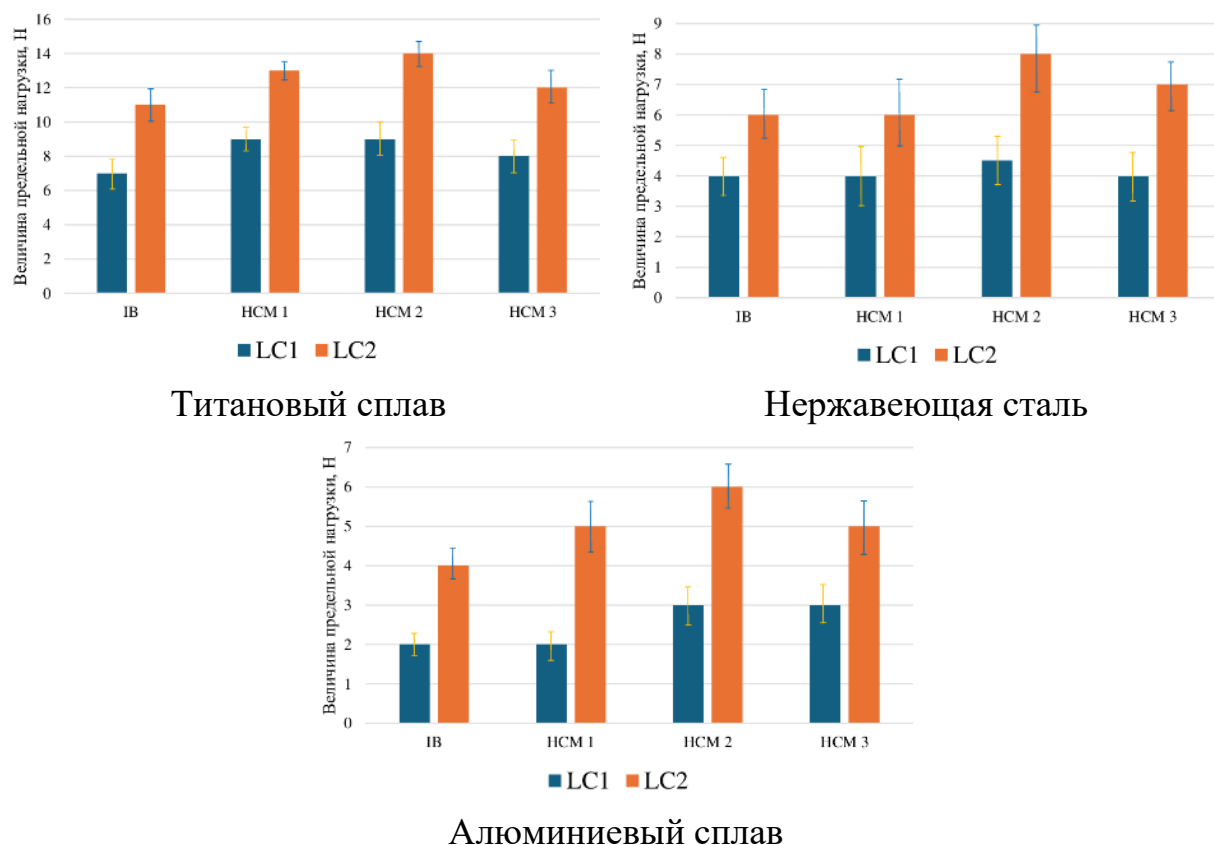 Величина предельной нагрузки, Н
16
14
12
10
8
6
4
2
0
IB
HCM 1
HCM 2
HCM 3
LC1 LC2
Титановый сплав
Величина предельной нагрузки, Н
9
8
7
6
5
4
3
2
1
0
IB
HCM 1
HCM 2
HCM 3
LC1 LC2
Нержавеющая сталь
Величина предельной нагрузки, Н
7
6
5
4
3
2
1
0
IB
HCM 1
HCM 2
HCM 3
LC1 LC2
Алюминиевый сплав